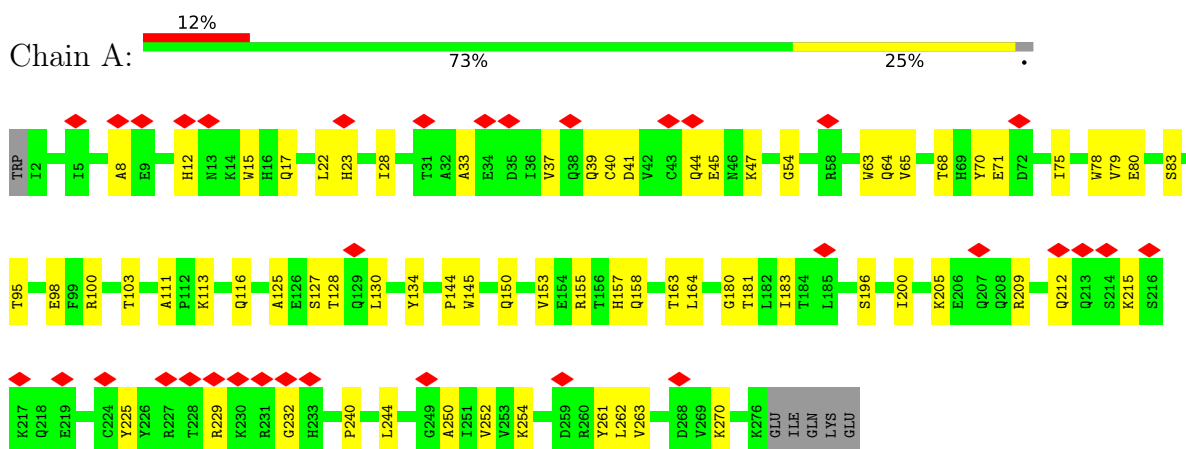 12%
Chain A:
73% 25% •
TRP I2 I5 A8 E9 H12 N13 K14 W15 H16 Q17 L22 H23 I28 T31 A32 A33 E34 D35 I36 V37 Q38 Q39 C40 D41 V42 C43 Q44 E45 N46 K47 G54 R58 W63 Q64 V65 T68 H69 Y70 E71 D72 I75 W78 V79 E80 S83
T95 E98 F99 R100 T103 A111 P112 K113 Q116 A125 E126 S127 T128 Q129 L130 Y134 P144 W145 Q150 V153 E154 R155 T156 H157 Q158 T163 L164 G180 T181 L182 I183 T184 L185 S196 I200 K205 E206 Q207 Q208 R209 Q212 Q213 S214 K215 S216
K217 Q218 E219 C224 Y225 Y226 R227 T228 R229 K230 R231 G232 H233 P240 L244 G249 A250 I251 V252 V253 K254 D259 R260 Y261 L262 V263 D268 V269 K270 K276 GLU ILE GLN LYS GLU